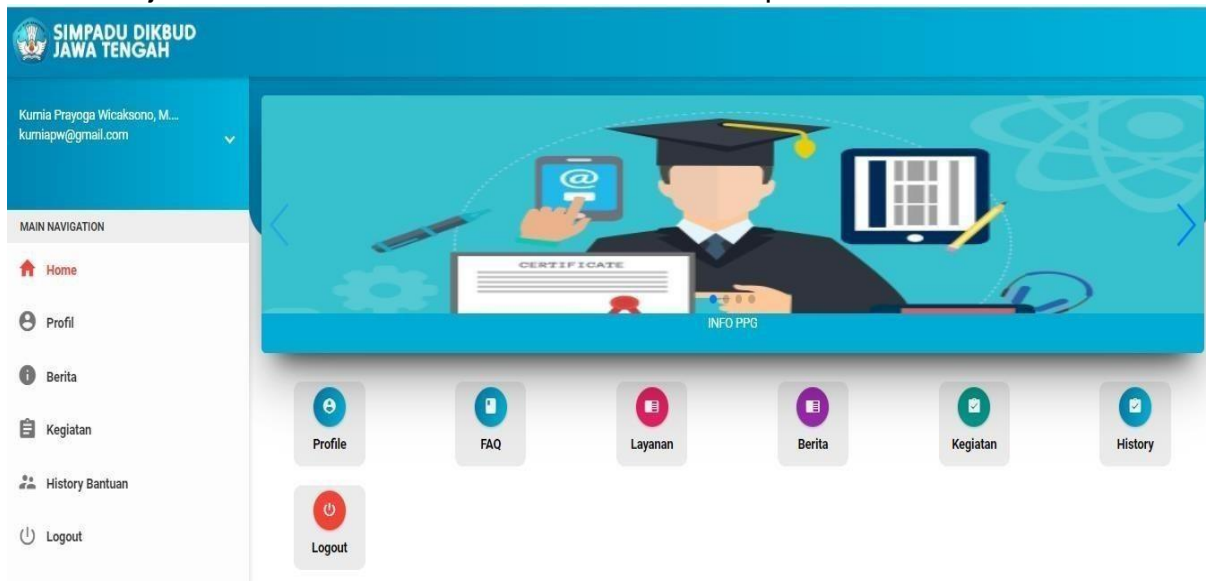 SIMPADU DIKBUD
JAWA TENGAH
Kurnia Prayoga Wicaksono, M....
kurniapw@gmail.com
MAIN NAVIGATION
Home
Profil
Berita
Kegiatan
History Bantuan
Logout
@
CERTIFICATE
INFO PPG
Profile
FAQ
Layanan
Berita
Kegiatan
History
Logout